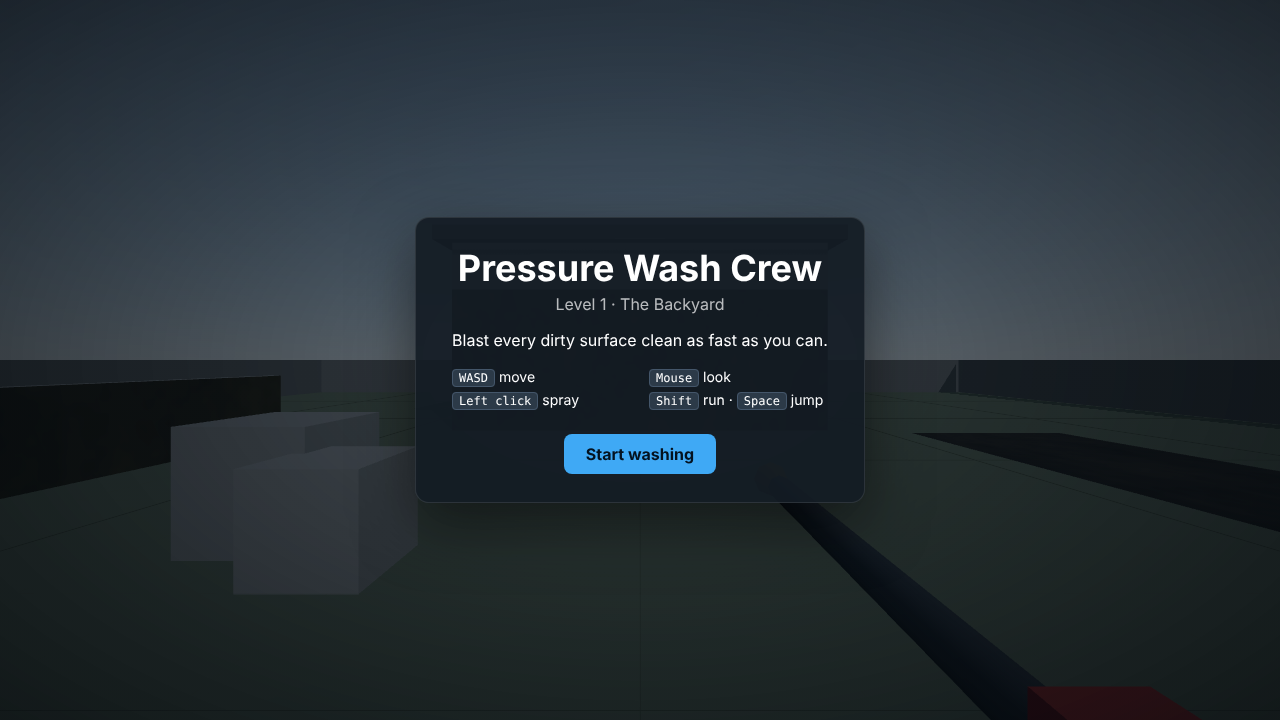 Pressure Wash Crew
Level 1 · The Backyard
Blast every dirty surface clean as fast as you can.
WASD move Mouse look
Left click spray Shift run · Space jump
Start washing